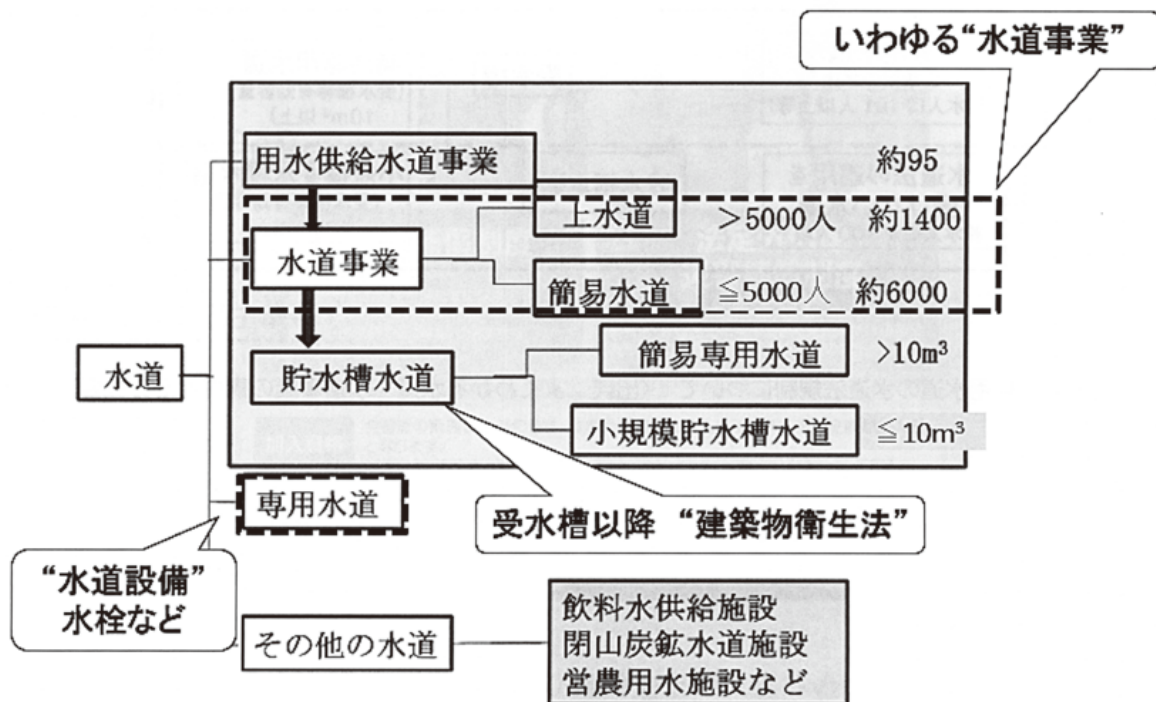 いわゆる“水道事業”
用水供給水道事業 約95
上水道 >5000人 約1400
水道事業
簡易水道 ≦5000人 約6000
簡易専用水道 >10m³
水道
貯水槽水道
小規模貯水槽水道 ≦10m³
専用水道
受水槽以降 “建築物衛生法”
“水道設備”
水栓など
その他の水道
飲料水供給施設
閉山炭鉱水道施設
営農用水施設など